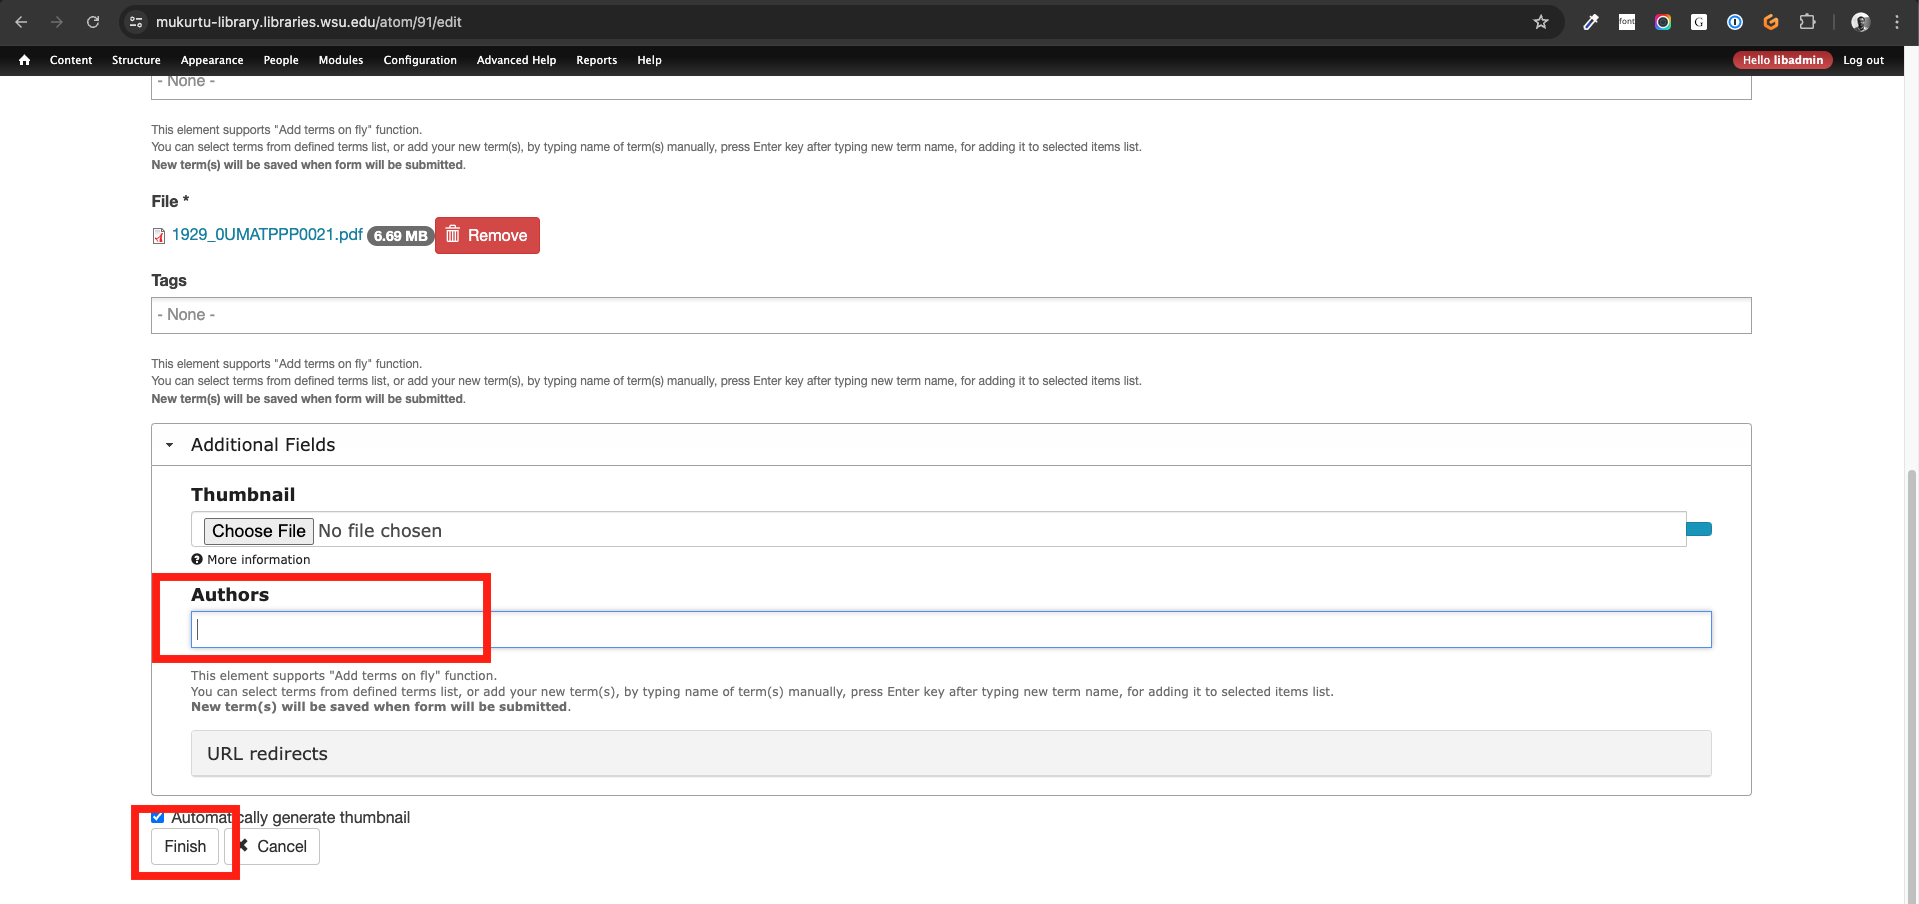 mukurtu-library.libraries.wsu.edu/atom/91/edit
font
G
Content Structure Appearance People Modules Configuration Advanced Help Reports Help Hello libadmin Log out
- None -
This element supports "Add terms on fly" function.
You can select terms from defined terms list, or add your new term(s), by typing name of term(s) manually, press Enter key after typing new term name, for adding it to selected items list.
New term(s) will be saved when form will be submitted.
File *
1929_0UMATPPP0021.pdf 6.69 MB Remove
Tags
- None -
This element supports "Add terms on fly" function.
You can select terms from defined terms list, or add your new term(s), by typing name of term(s) manually, press Enter key after typing new term name, for adding it to selected items list.
New term(s) will be saved when form will be submitted.
Additional Fields
Thumbnail
Choose File No file chosen
More information
Authors
This element supports "Add terms on fly" function.
You can select terms from defined terms list, or add your new term(s), by typing name of term(s) manually, press Enter key after typing new term name, for adding it to selected items list.
New term(s) will be saved when form will be submitted.
URL redirects
Automatically generate thumbnail
Finish Cancel